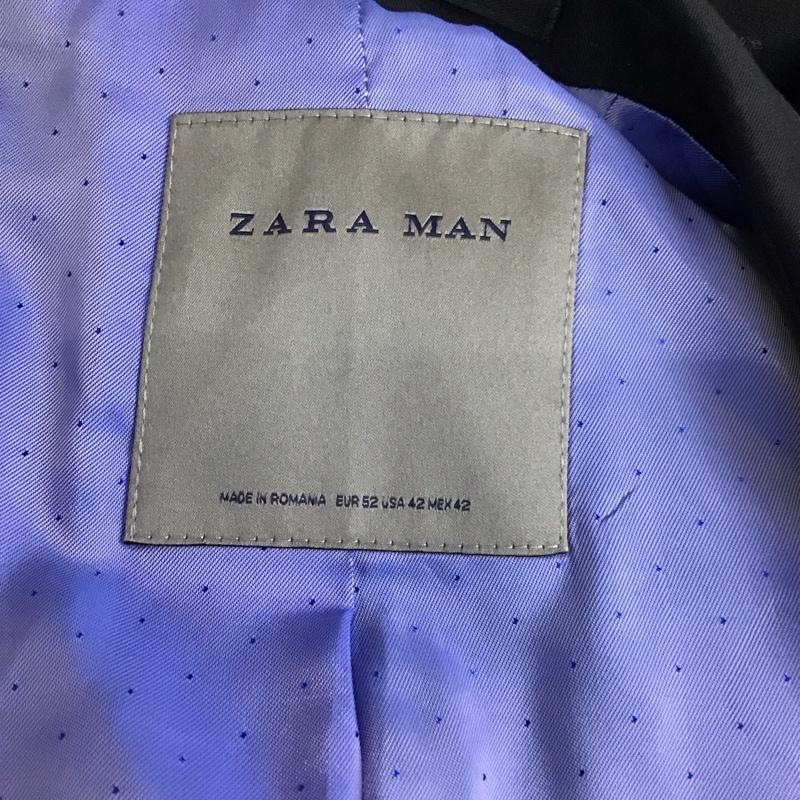 ZARA MAN
MADE IN ROMANIA EUR 52 USA 42 MEX 42